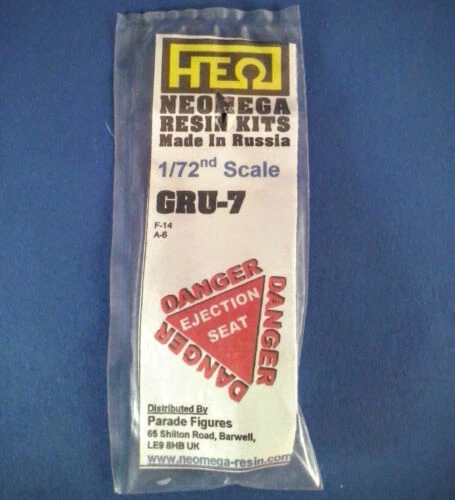 НЕΩ
NEOMEGA
RESIN KITS
Made In Russia
1/72nd Scale
GRU-7
F-14
A-6
DANGER
DANGER
DANGER
EJECTION
SEAT
Distributed By
Parade Figures
65 Shilton Road, Barwell,
LE9 8HB UK
www.neomega-resin.com